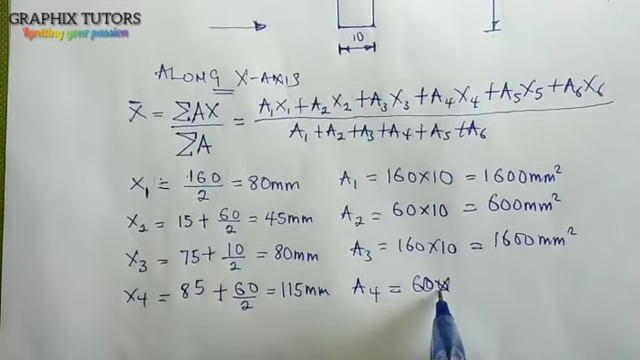 GRAPHIX TUTORS
Igniting your passion
10
ALONG X-AXIS
X̄ = ΣAX / ΣA = A₁X₁ + A₂X₂ + A₃X₃ + A₄X₄ + A₅X₅ + A₆X₆ / A₁ + A₂ + A₃ + A₄ + A₅ + A₆
X₁ = 160/2 = 80mm A₁ = 160×10 = 1600mm²
X₂ = 15 + 60/2 = 45mm A₂ = 60×10 = 600mm²
X₃ = 75 + 10/2 = 80mm A₃ = 160×10 = 1600mm²
X₄ = 85 + 60/2 = 115mm A₄ = 60×